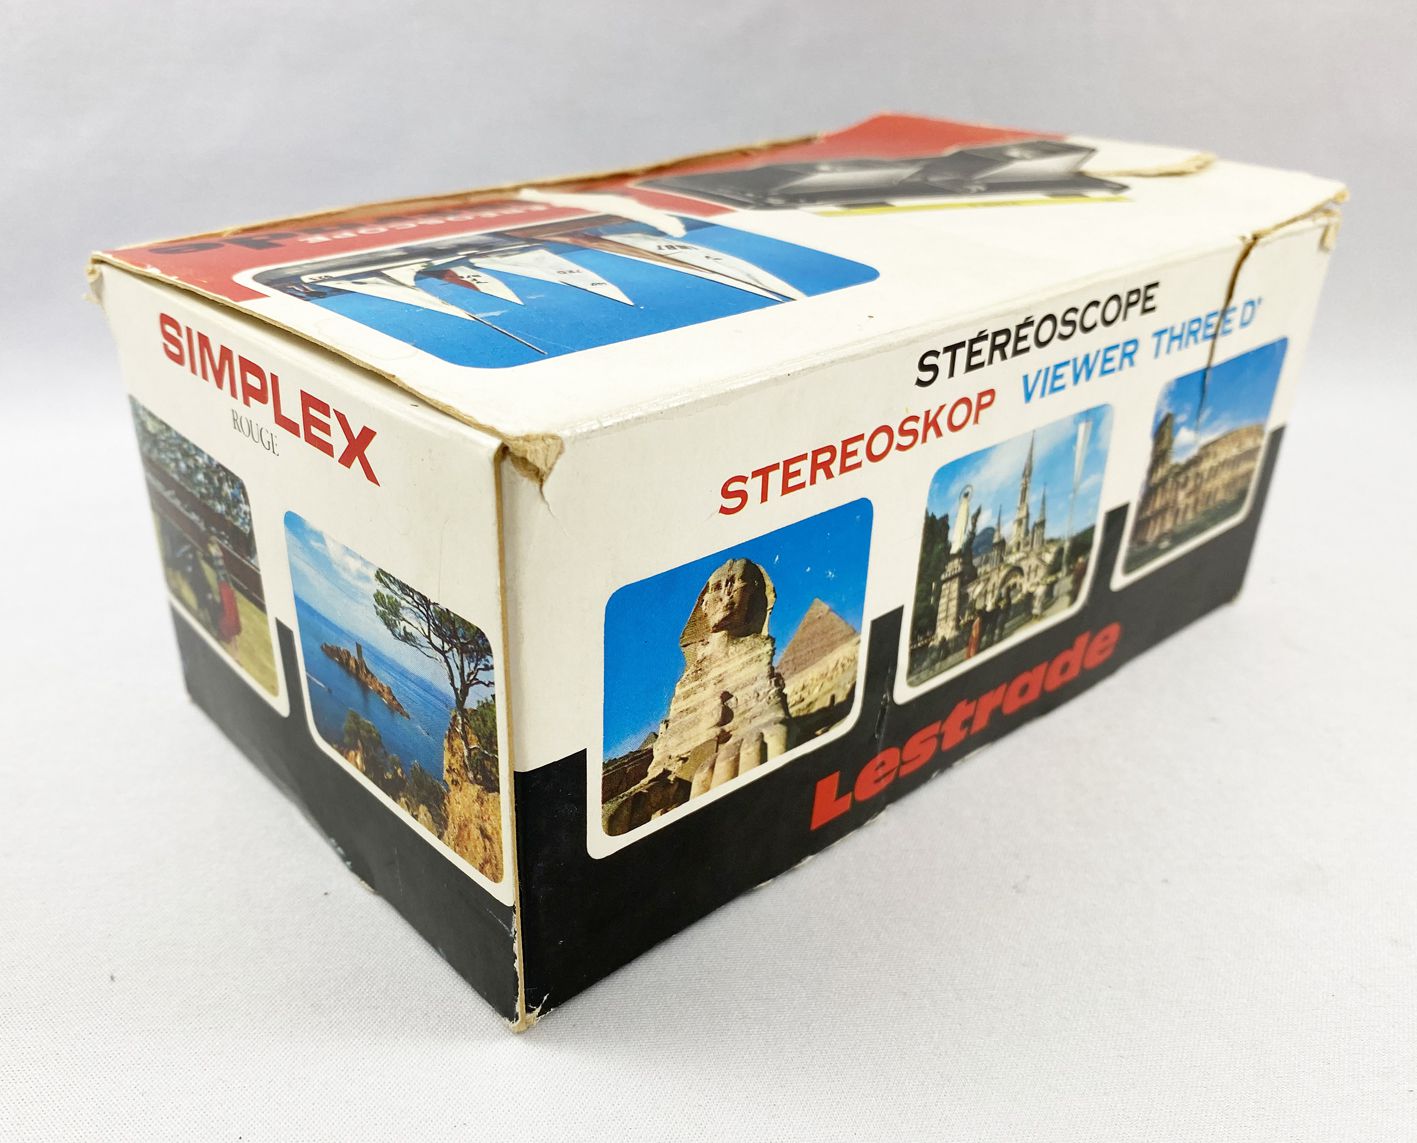 SIMPLEX
ROUGE
STÉRÉOSCOPE
STEREOSKOP VIEWER THREE D*
Lestrade